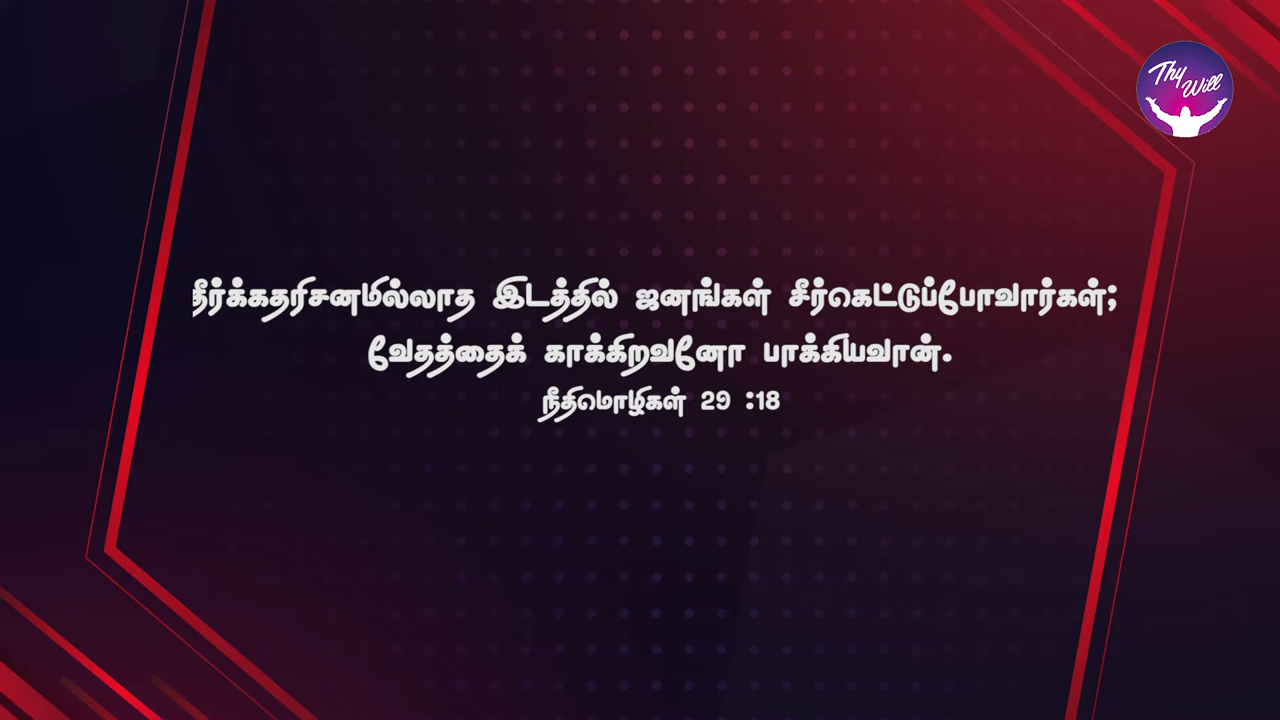 தீர்க்கதரிசனமில்லாத இடத்தில் ஜனங்கள் சீர்கெட்டுப்போவார்கள்;
வேதத்தைக் காக்கிறவனோ பாக்கியவான்.
நீதிமொழிகள் 29 :18
Thy
Will